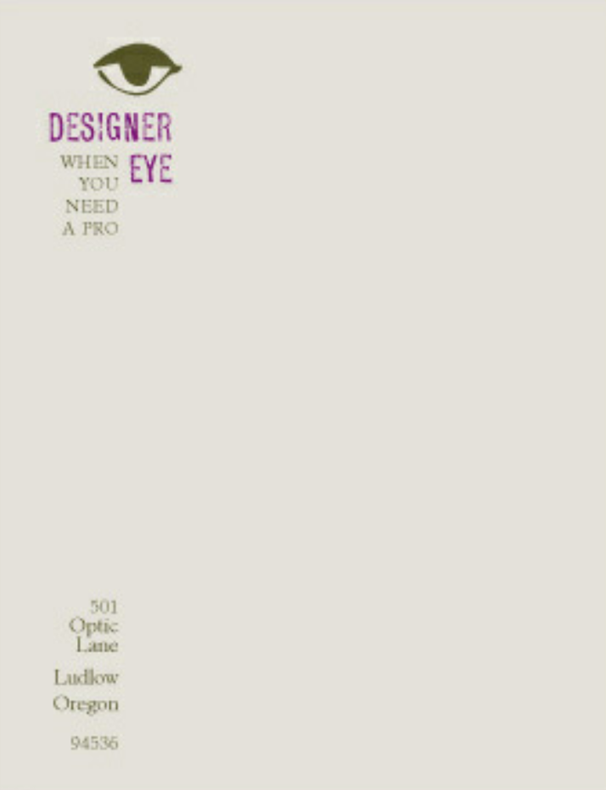 DESIGNER
EYE
WHEN
YOU
NEED
A PRO
501
Optic
Lane
Ludlow
Oregon
94536